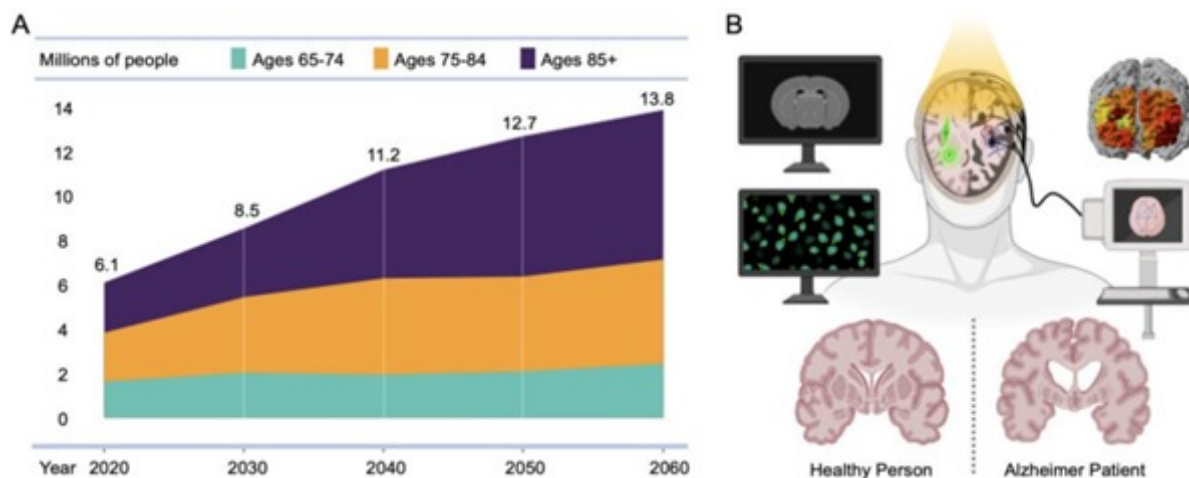 A
Millions of people Ages 65-74 Ages 75-84 Ages 85+
14
12
10
8
6
4
2
0
6.1
8.5
11.2
12.7
13.8
Year 2020 2030 2040 2050 2060
B
Healthy Person Alzheimer Patient